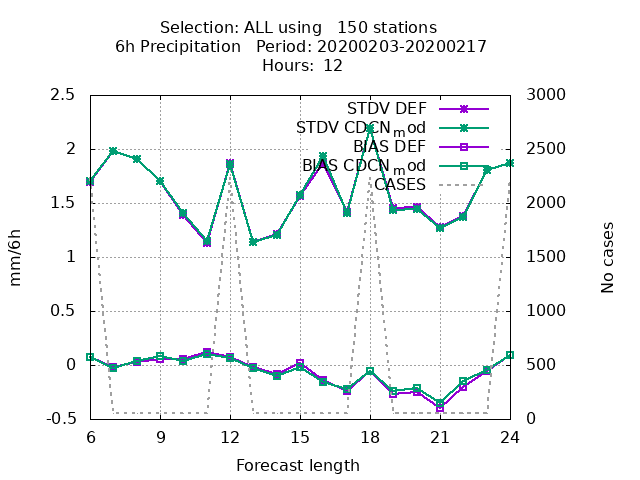 Selection: ALL using   150 stations
6h Precipitation   Period: 20200203-20200217
Hours:  12
STDV DEF
STDV CDCN_mod
BIAS DEF
BIAS CDCN_mod
CASES
2.5
2
1.5
1
0.5
0
-0.5
3000
2500
2000
1500
1000
500
0
mm/6h
No cases
6 9 12 15 18 21 24
Forecast length